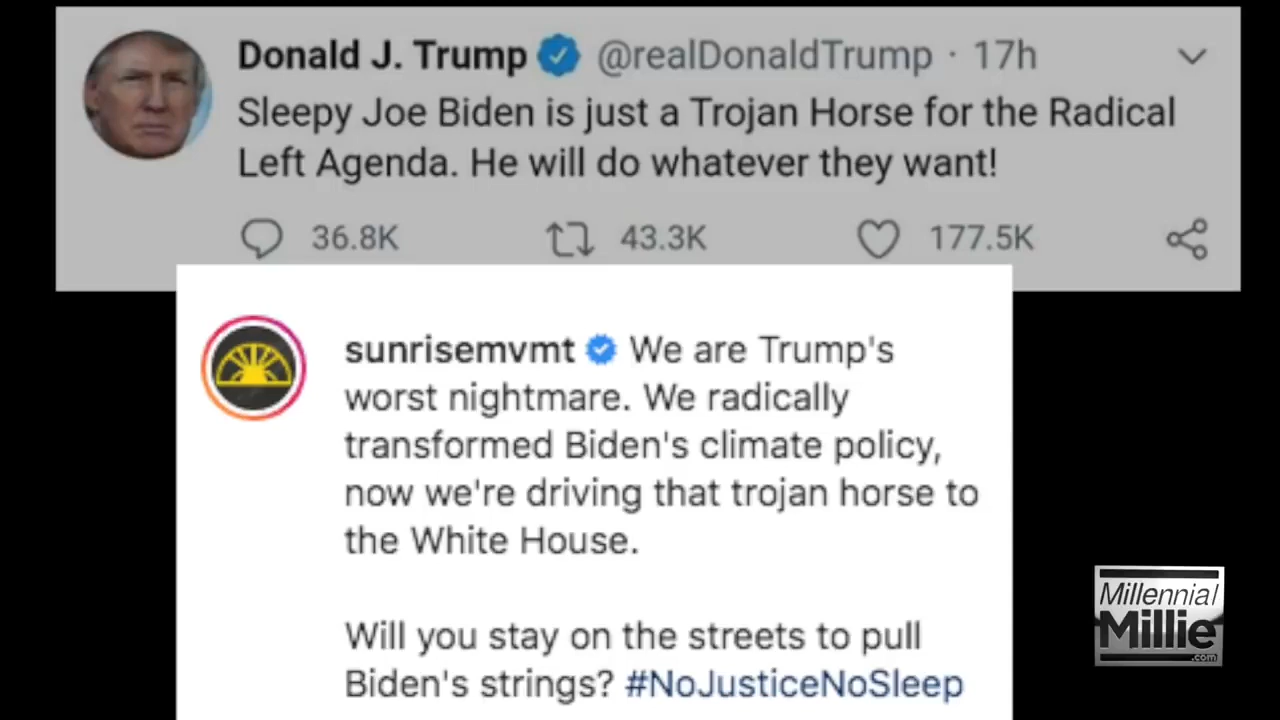 Donald J. Trump @realDonaldTrump · 17h
Sleepy Joe Biden is just a Trojan Horse for the Radical
Left Agenda. He will do whatever they want!
36.8K 43.3K 177.5K
sunrisemvmt We are Trump's
worst nightmare. We radically
transformed Biden's climate policy,
now we're driving that trojan horse to
the White House.
Will you stay on the streets to pull
Biden's strings? #NoJusticeNoSleep
Millennial
Millie
.com